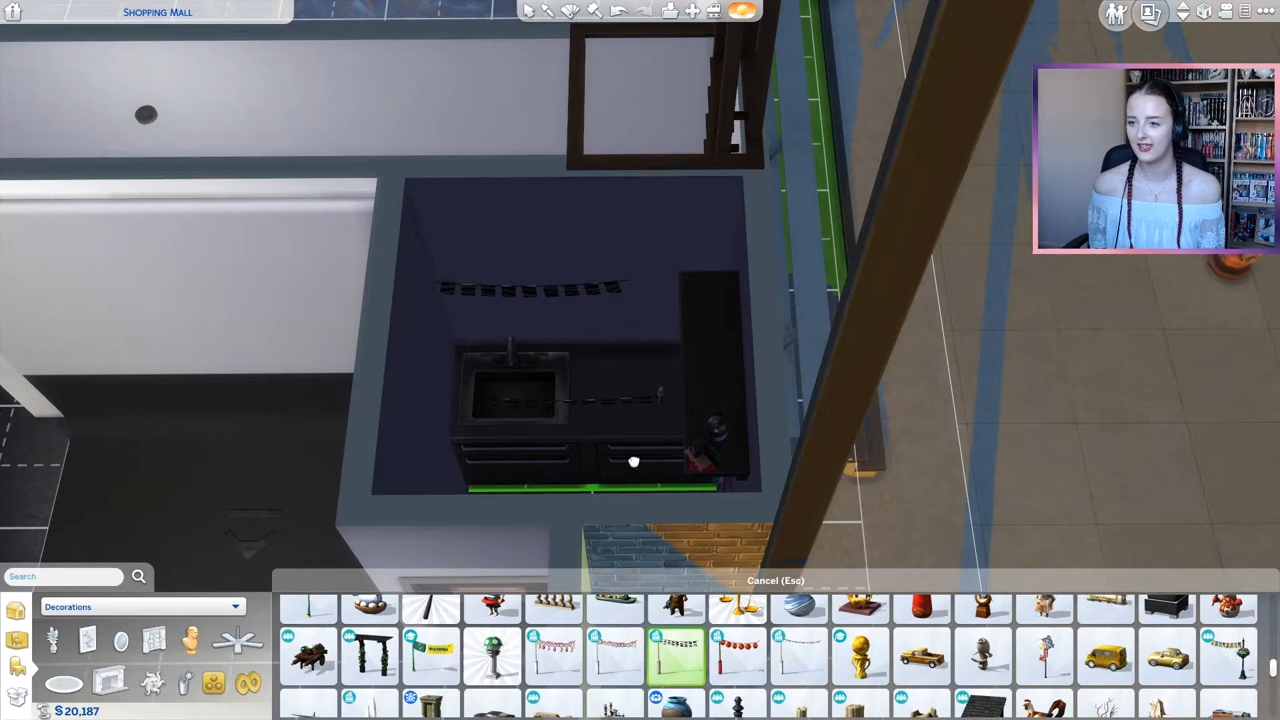 SHOPPING MALL
Cancel (Esc)
Search
Decorations
§20,187